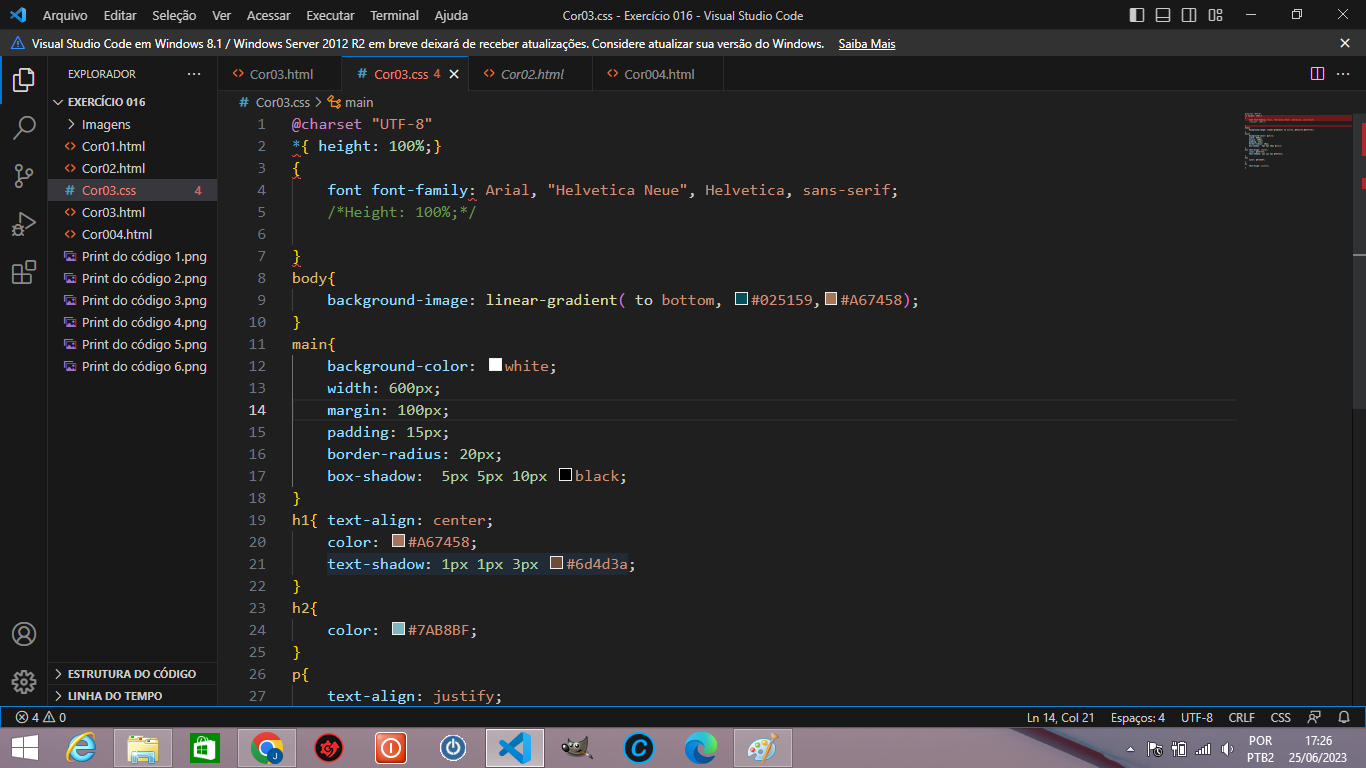 Arquivo Editar Seleção Ver Acessar Executar Terminal Ajuda Cor03.css - Exercício 016 - Visual Studio Code
Visual Studio Code em Windows 8.1 / Windows Server 2012 R2 em breve deixará de receber atualizações. Considere atualizar sua versão do Windows. Saiba Mais
EXPLORADOR ···
EXERCÍCIO 016
Imagens
Cor01.html
Cor02.html
Cor03.css 4
Cor03.html
Cor004.html
Print do código 1.png
Print do código 2.png
Print do código 3.png
Print do código 4.png
Print do código 5.png
Print do código 6.png
ESTRUTURA DO CÓDIGO
LINHA DO TEMPO
Cor03.html # Cor03.css 4 Cor02.html Cor004.html
# Cor03.css > main
1 @charset "UTF-8"
2 *{ height: 100%;}
3 {
4 font font-family: Arial, "Helvetica Neue", Helvetica, sans-serif;
5 /*Height: 100%;*/
6
7 }
8 body{
9 background-image: linear-gradient( to bottom, #025159, #A67458);
10 }
11 main{
12 background-color: white;
13 width: 600px;
14 margin: 100px;
15 padding: 15px;
16 border-radius: 20px;
17 box-shadow:  5px 5px 10px black;
18 }
19 h1{ text-align: center;
20 color: #A67458;
21 text-shadow: 1px 1px 3px #6d4d3a;
22 }
23 h2{
24 color: #7AB8BF;
25 }
26 p{
27 text-align: justify;
4 0 Ln 14, Col 21 Espaços: 4 UTF-8 CRLF CSS
POR 17:26
PTB2 25/06/2023